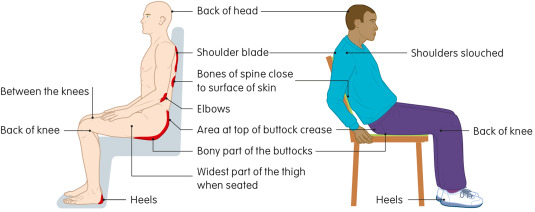 Back of head
Shoulder blade
Shoulders slouched
Bones of spine close
to surface of skin
Between the knees
Elbows
Back of knee
Area at top of buttock crease
Back of knee
Bony part of the buttocks
Widest part of the thigh
when seated
Heels
Heels